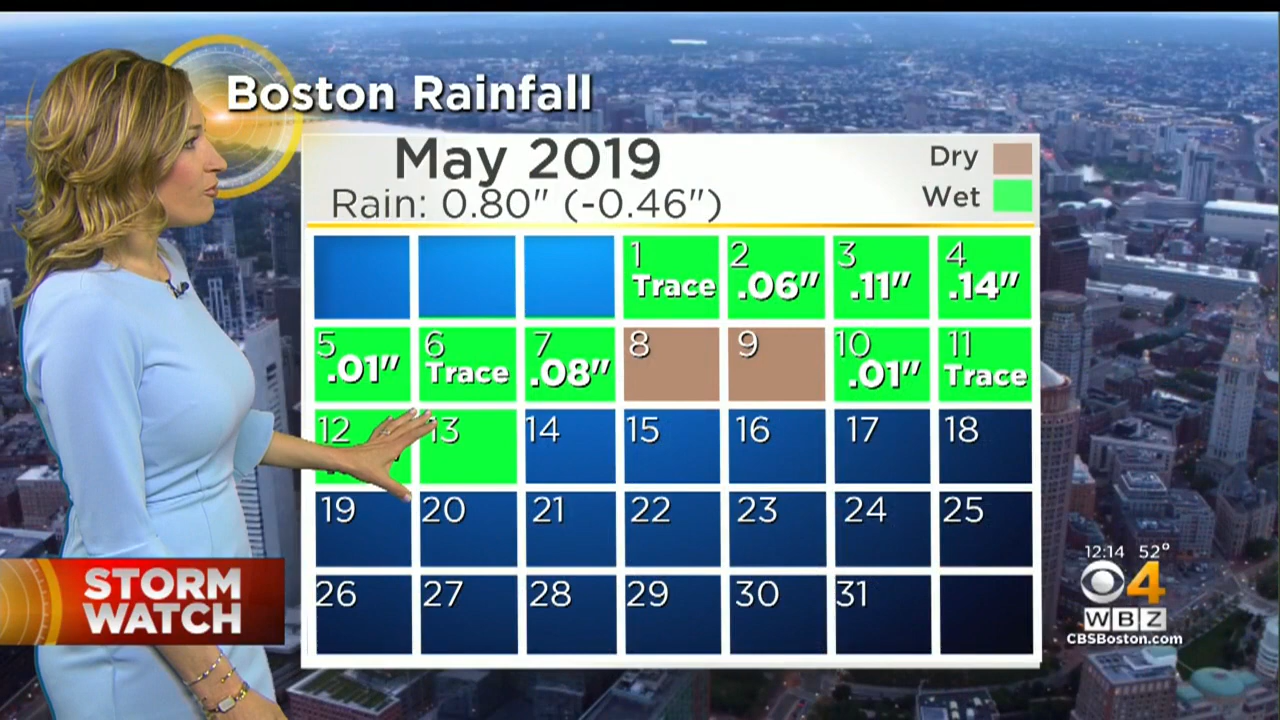 Boston Rainfall
May 2019
Rain: 0.80" (-0.46")
Dry
Wet
1 2 3 4
Trace .06" .11" .14"
5 6 7 8 9 10 11
.01" Trace .08" .01" Trace
12 13 14 15 16 17 18
19 20 21 22 23 24 25
26 27 28 29 30 31
STORM
WATCH
12:14 52°
4
WBZ
CBSBoston.com